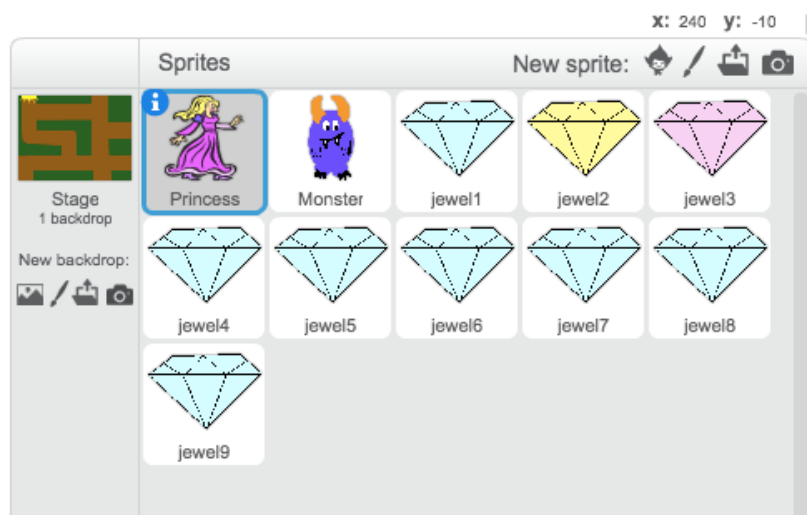 x: 240 y: -10
Sprites New sprite:
Stage
1 backdrop
New backdrop:
i
Princess Monster jewel1 jewel2 jewel3
jewel4 jewel5 jewel6 jewel7 jewel8
jewel9